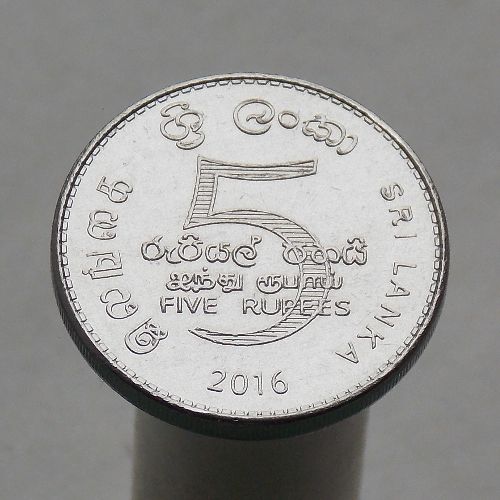 ශ්‍රී ලංකා
இலங்கை
SRI LANKA
5
රුපියල් පහයි
ஐந்து ரூபாய்
FIVE RUPEES
2016